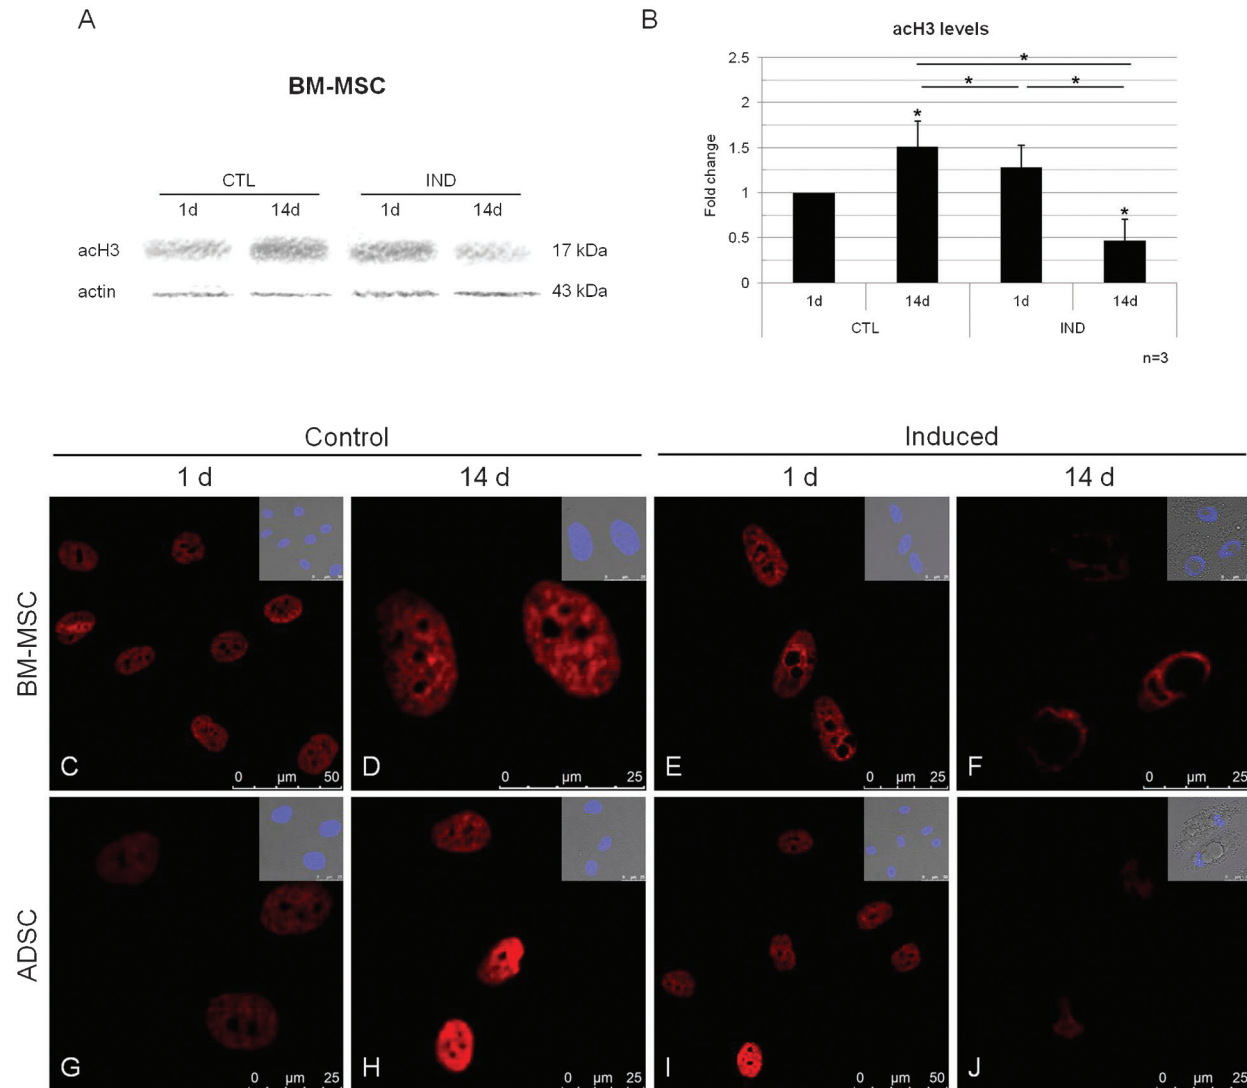 A
BM-MSC
CTL IND
1d 14d 1d 14d
acH3 17 kDa
actin 43 kDa
B
acH3 levels
Fold change
2.5
2
1.5
1
0.5
0
*
*
*
*
*
1d 14d 1d 14d
CTL IND
n=3
Control Induced
1 d 14 d 1 d 14 d
BM-MSC
C 0 µm 50
D 0 µm 25
E 0 µm 25
F 0 µm 25
ADSC
G 0 µm 25
H 0 µm 25
I 0 µm 50
J 0 µm 25